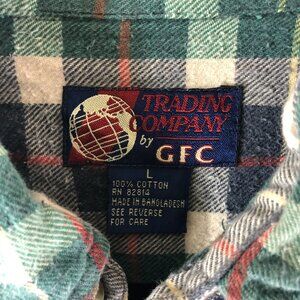 TRADING
COMPANY
by
GFC
L
100% COTTON
RN 82814
MADE IN BANGLADESH
SEE REVERSE
FOR CARE